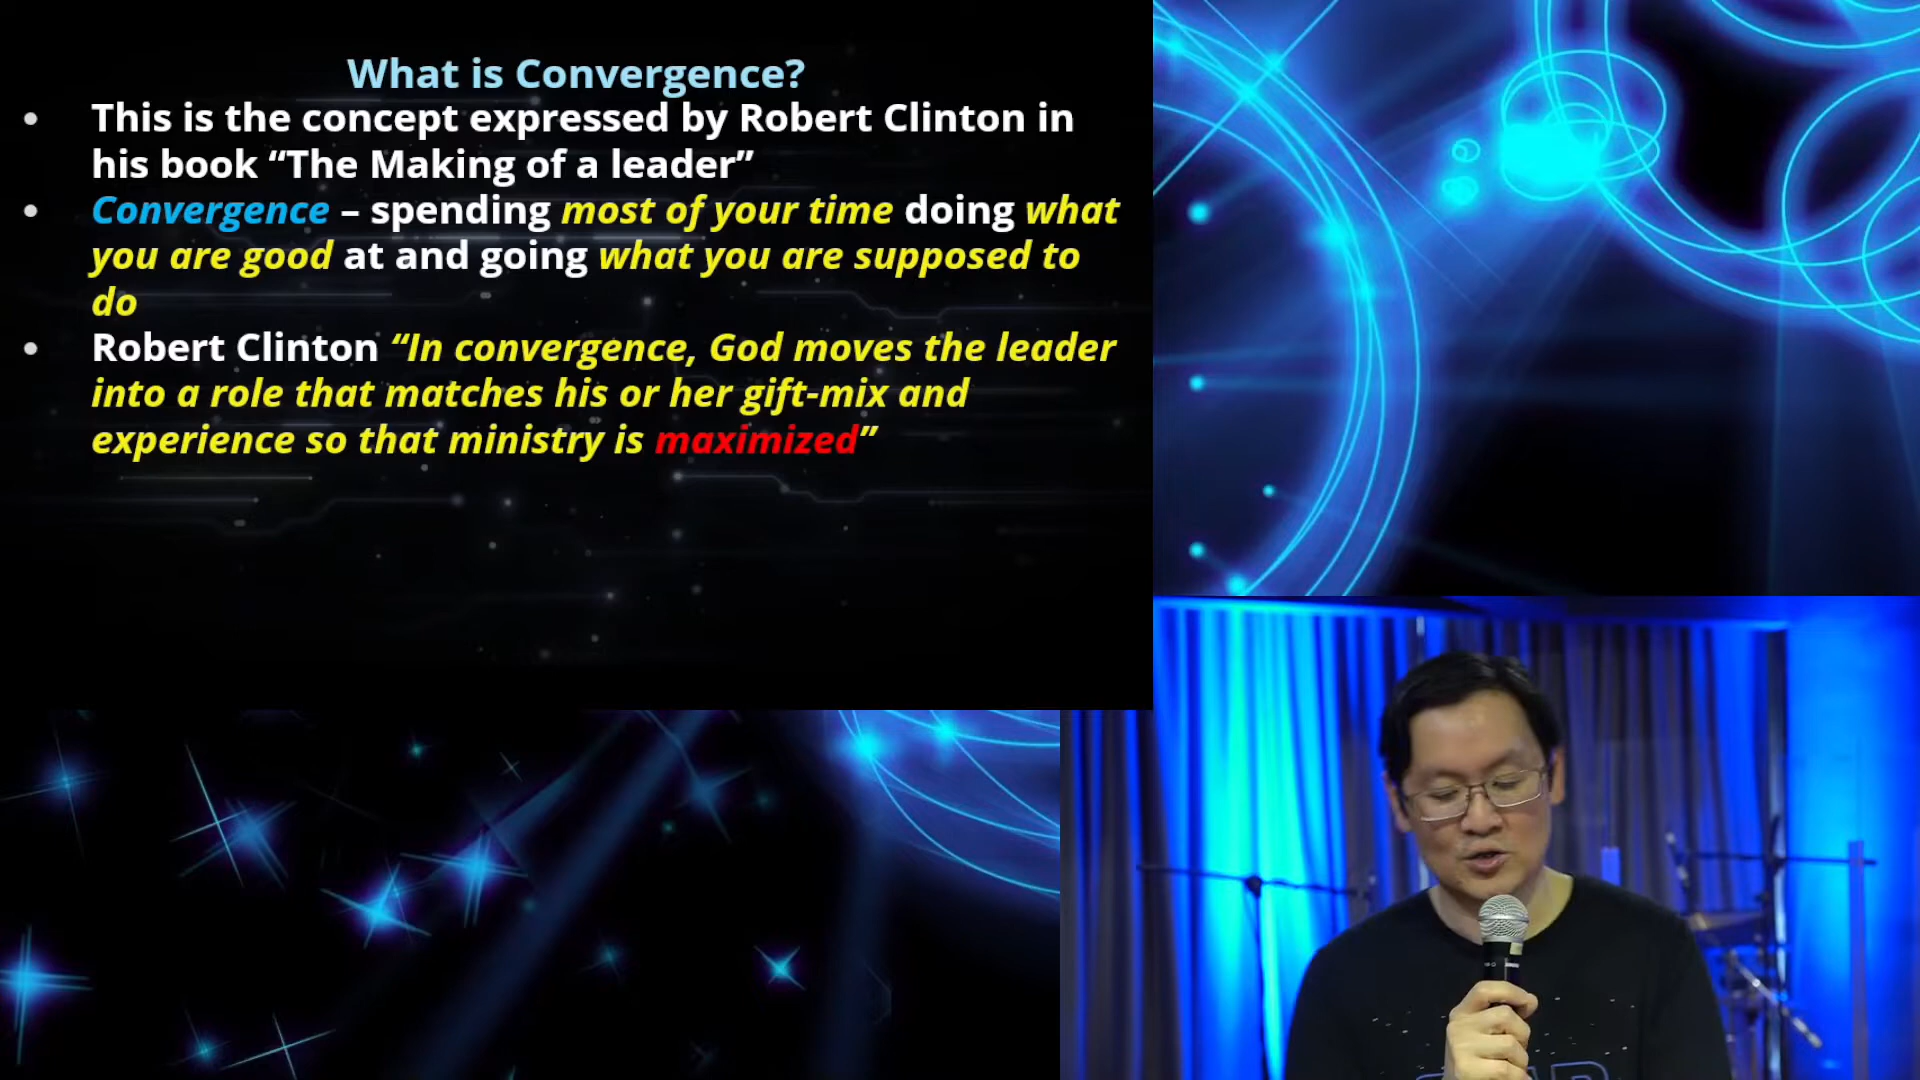 What is Convergence?
• This is the concept expressed by Robert Clinton in
his book “The Making of a leader”
• Convergence – spending most of your time doing what
you are good at and going what you are supposed to
do
• Robert Clinton “In convergence, God moves the leader
into a role that matches his or her gift-mix and
experience so that ministry is maximized”